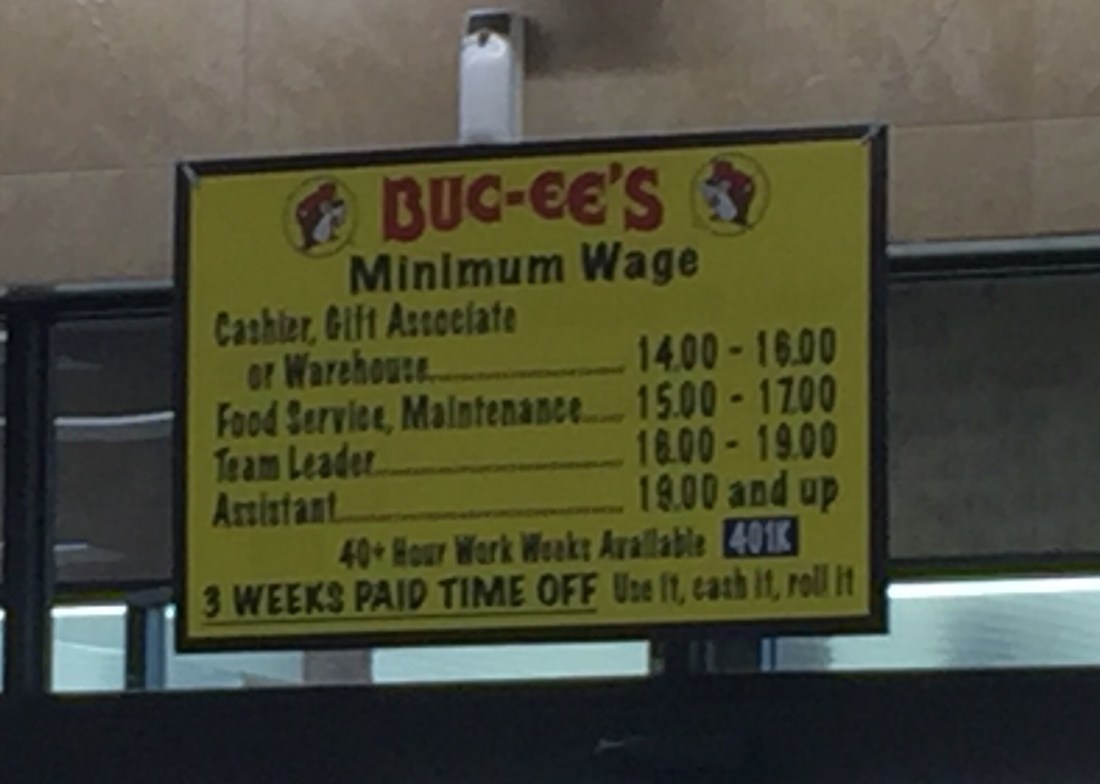 BUC-EE'S
Minimum Wage
Cashier, Gift Associate
or Warehouse........................ 14.00 - 16.00
Food Service, Maintenance..... 15.00 - 17.00
Team Leader............................... 16.00 - 19.00
Assistant..................................... 19.00 and up
40+ Hour Work Weeks Available 401K
3 WEEKS PAID TIME OFF Use it, cash it, roll it